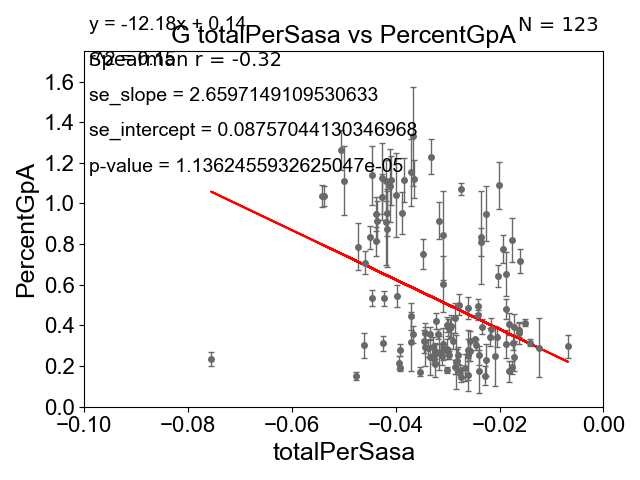 y = -12.18x + 0.14
N = 123
G totalPerSasa vs PercentGpA
Spearman r = -0.32
se_slope = 2.6597149109530633
se_intercept = 0.08757044130346968
p-value = 1.1362455932625047e-05
PercentGpA
1.6
1.4
1.2
1.0
0.8
0.6
0.4
0.2
0.0
−0.10
−0.08
−0.06
−0.04
−0.02
0.00
totalPerSasa